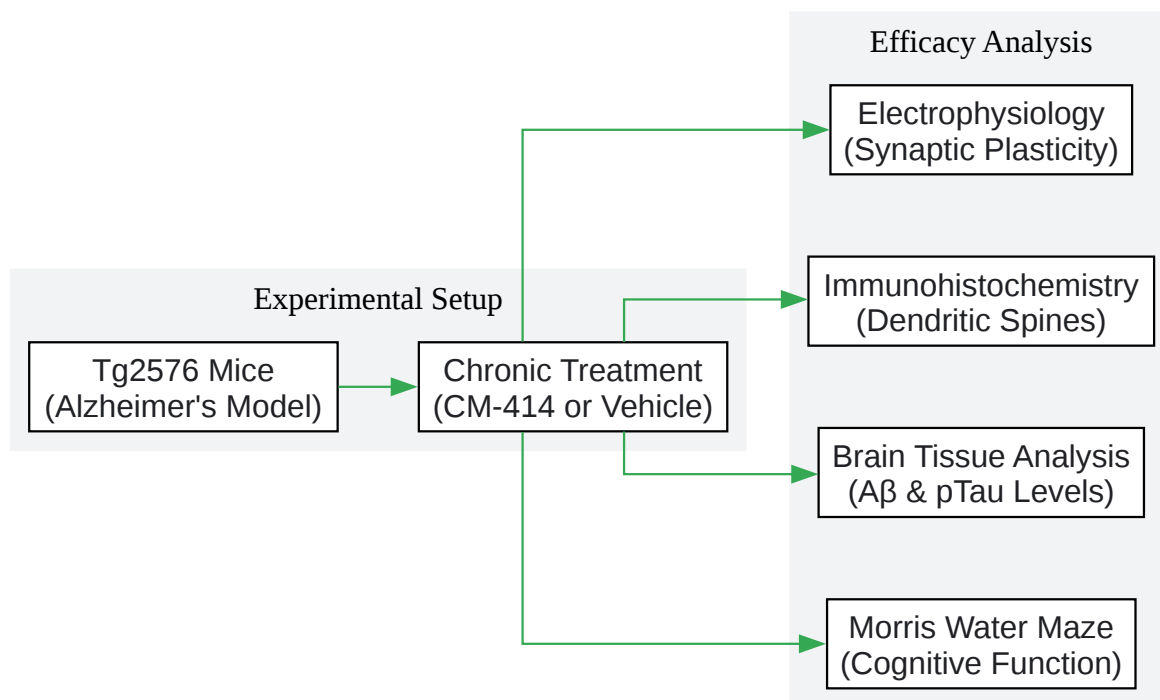 Efficacy Analysis
Electrophysiology
(Synaptic Plasticity)
Immunohistochemistry
(Dendritic Spines)
Experimental Setup
Tg2576 Mice
(Alzheimer's Model)
Chronic Treatment
(CM-414 or Vehicle)
Brain Tissue Analysis
(Aβ & pTau Levels)
Morris Water Maze
(Cognitive Function)